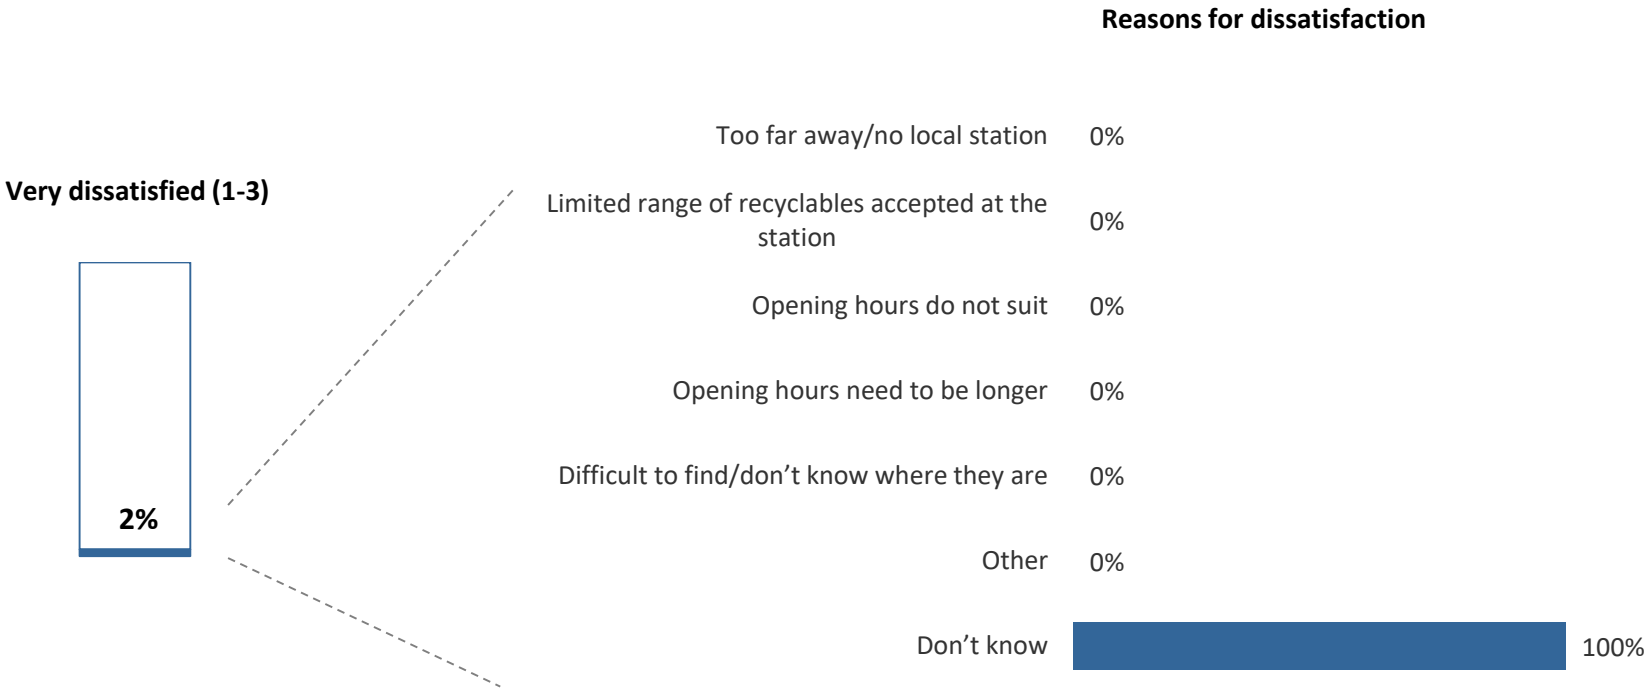 Reasons for dissatisfaction
Too far away/no local station 0%
Very dissatisfied (1-3)
Limited range of recyclables accepted at the
station
0%
Opening hours do not suit 0%
Opening hours need to be longer 0%
Difficult to find/don’t know where they are 0%
2%
Other 0%
Don’t know 100%